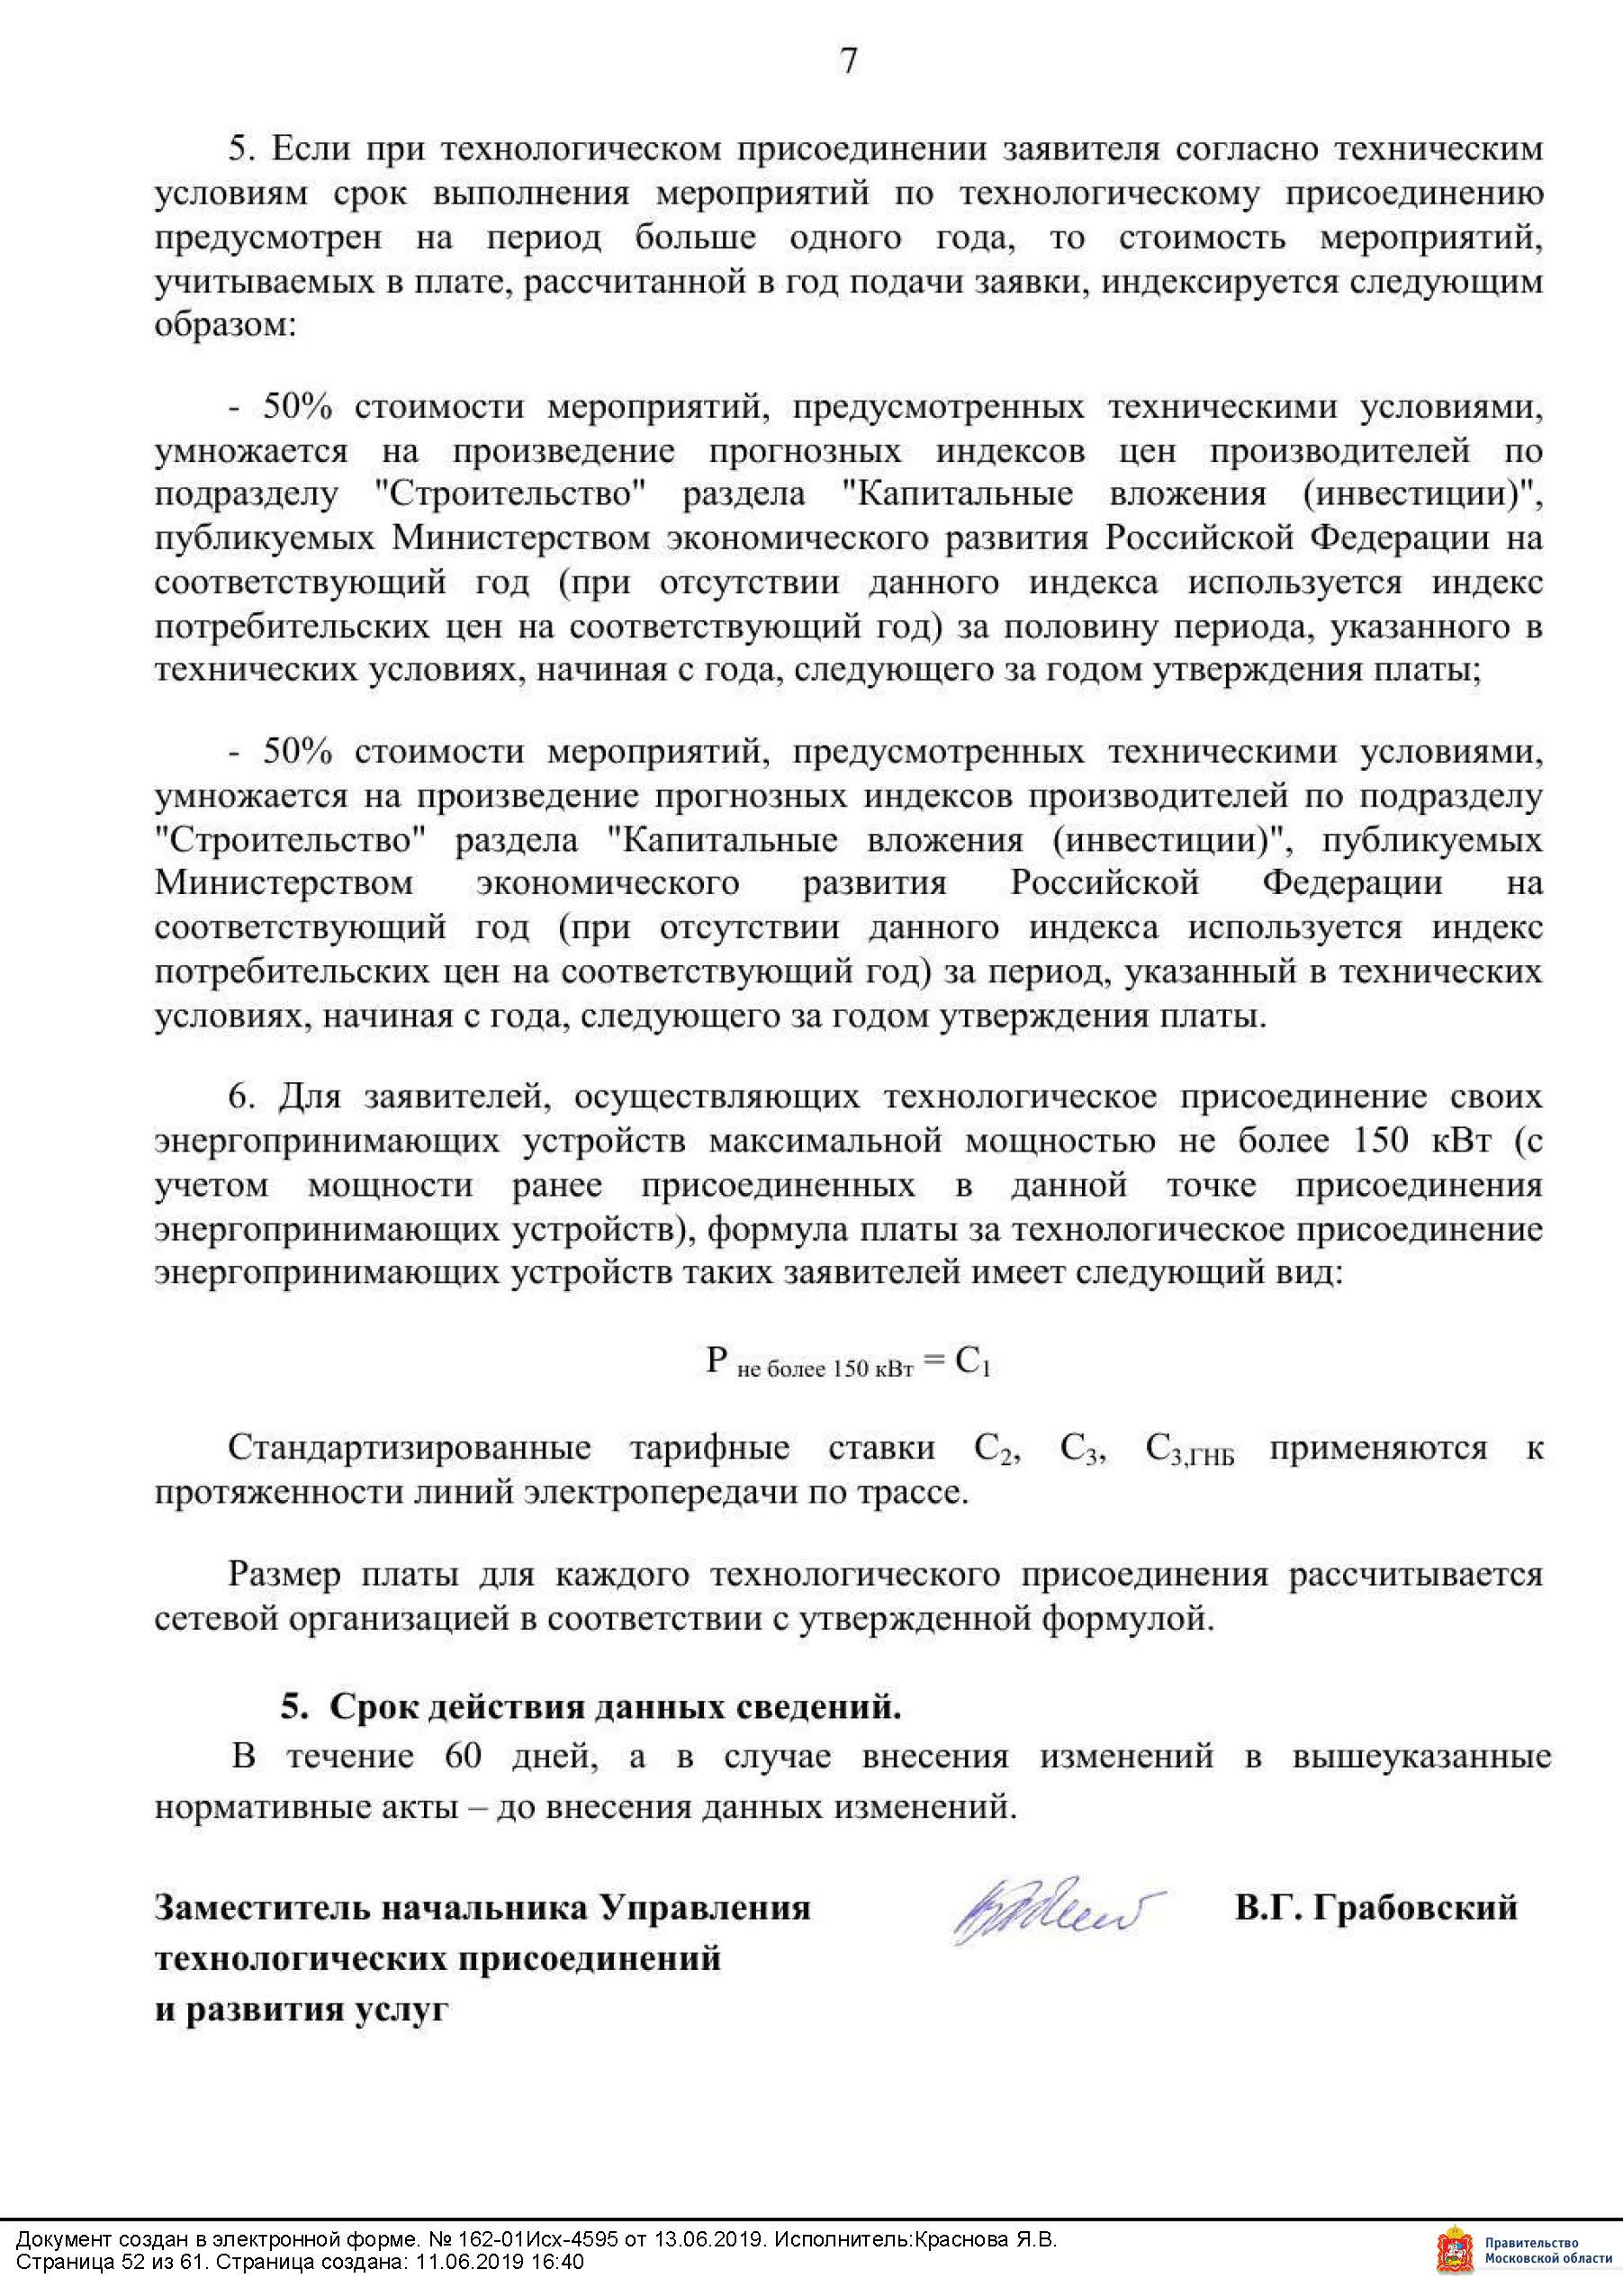 7
5. Если при технологическом присоединении заявителя согласно техническим
условиям срок выполнения мероприятий по технологическому присоединению
предусмотрен на период больше одного года, то стоимость мероприятий,
учитываемых в плате, рассчитанной в год подачи заявки, индексируется следующим
образом:
- 50% стоимости мероприятий, предусмотренных техническими условиями,
умножается на произведение прогнозных индексов цен производителей по
подразделу "Строительство" раздела "Капитальные вложения (инвестиции)",
публикуемых Министерством экономического развития Российской Федерации на
соответствующий год (при отсутствии данного индекса используется индекс
потребительских цен на соответствующий год) за половину периода, указанного в
технических условиях, начиная с года, следующего за годом утверждения платы;
- 50% стоимости мероприятий, предусмотренных техническими условиями,
умножается на произведение прогнозных индексов производителей по подразделу
"Строительство" раздела "Капитальные вложения (инвестиции)", публикуемых
Министерством экономического развития Российской Федерации на
соответствующий год (при отсутствии данного индекса используется индекс
потребительских цен на соответствующий год) за период, указанный в технических
условиях, начиная с года, следующего за годом утверждения платы.
6. Для заявителей, осуществляющих технологическое присоединение своих
энергопринимающих устройств максимальной мощностью не более 150 кВт (с
учетом мощности ранее присоединенных в данной точке присоединения
энергопринимающих устройств), формула платы за технологическое присоединение
энергопринимающих устройств таких заявителей имеет следующий вид:
Р не более 150 кВт = С1
Стандартизированные тарифные ставки С2, С3, С3,ГНБ применяются к
протяженности линий электропередачи по трассе.
Размер платы для каждого технологического присоединения рассчитывается
сетевой организацией в соответствии с утвержденной формулой.
5. Срок действия данных сведений.
В течение 60 дней, а в случае внесения изменений в вышеуказанные
нормативные акты – до внесения данных изменений.
Заместитель начальника Управления В.Г. Грабовский
технологических присоединений
и развития услуг
Документ создан в электронной форме. № 162-01Исх-4595 от 13.06.2019. Исполнитель:Краснова Я.В.
Страница 52 из 61. Страница создана: 11.06.2019 16:40
Правительство
Московской области